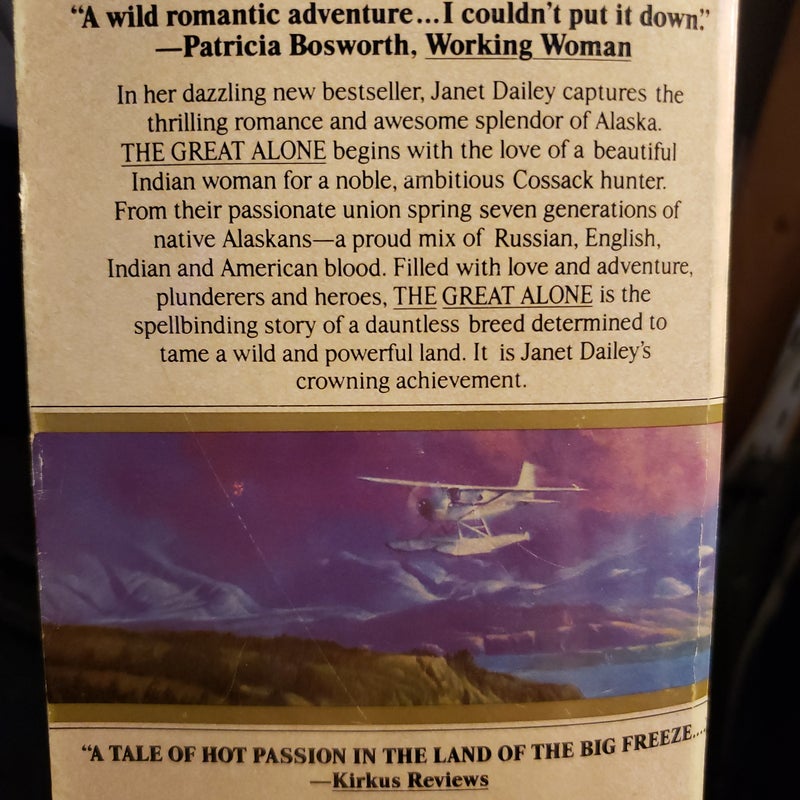 “A wild romantic adventure...I couldn’t put it down.”
—Patricia Bosworth, Working Woman
In her dazzling new bestseller, Janet Dailey captures the
thrilling romance and awesome splendor of Alaska.
THE GREAT ALONE begins with the love of a beautiful
Indian woman for a noble, ambitious Cossack hunter.
From their passionate union spring seven generations of
native Alaskans—a proud mix of Russian, English,
Indian and American blood. Filled with love and adventure,
plunderers and heroes, THE GREAT ALONE is the
spellbinding story of a dauntless breed determined to
tame a wild and powerful land. It is Janet Dailey’s
crowning achievement.
“A TALE OF HOT PASSION IN THE LAND OF THE BIG FREEZE....
—Kirkus Reviews